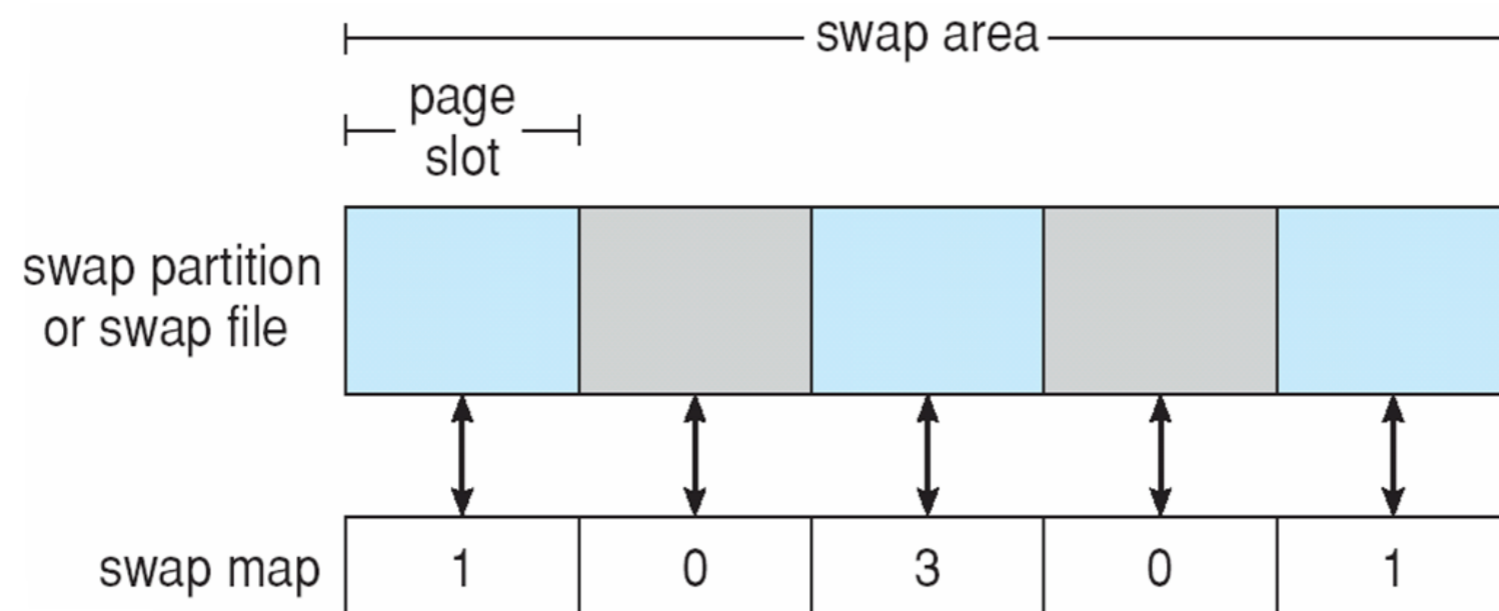 swap area
page
slot
swap partition
or swap file
swap map 1 0 3 0 1